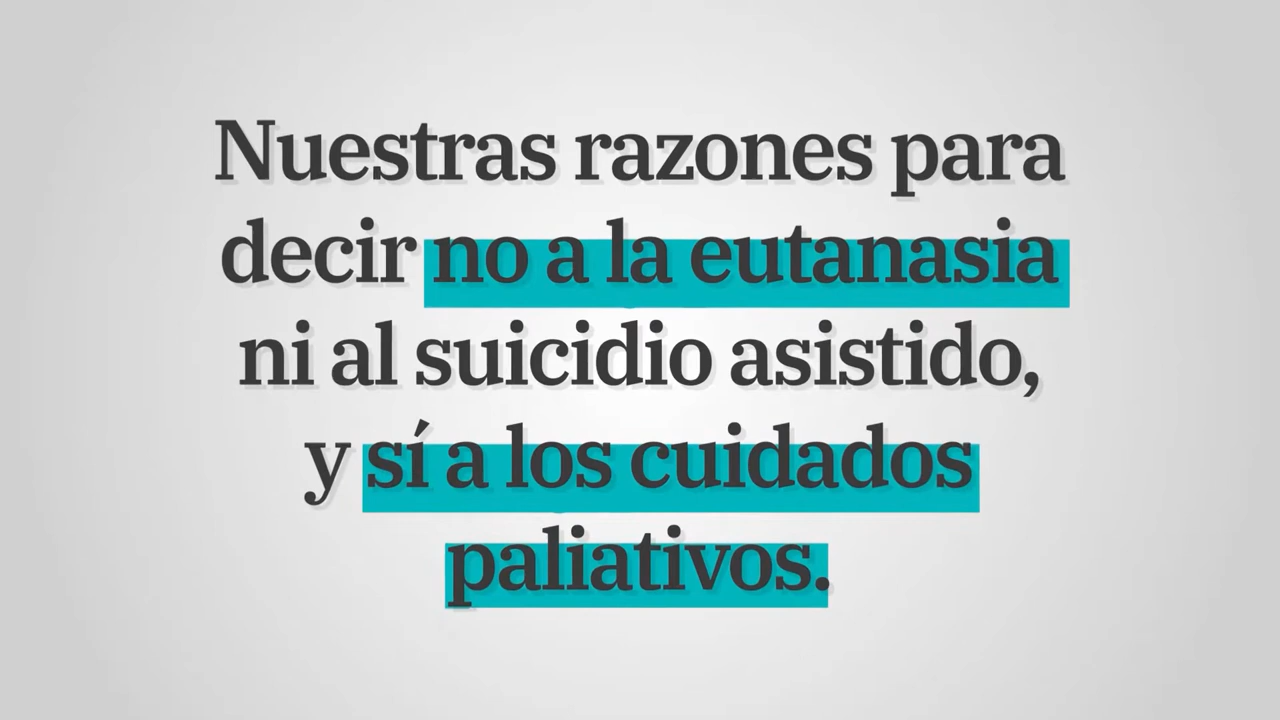 Nuestras razones para
decir no a la eutanasia
ni al suicidio asistido,
y sí a los cuidados
paliativos.